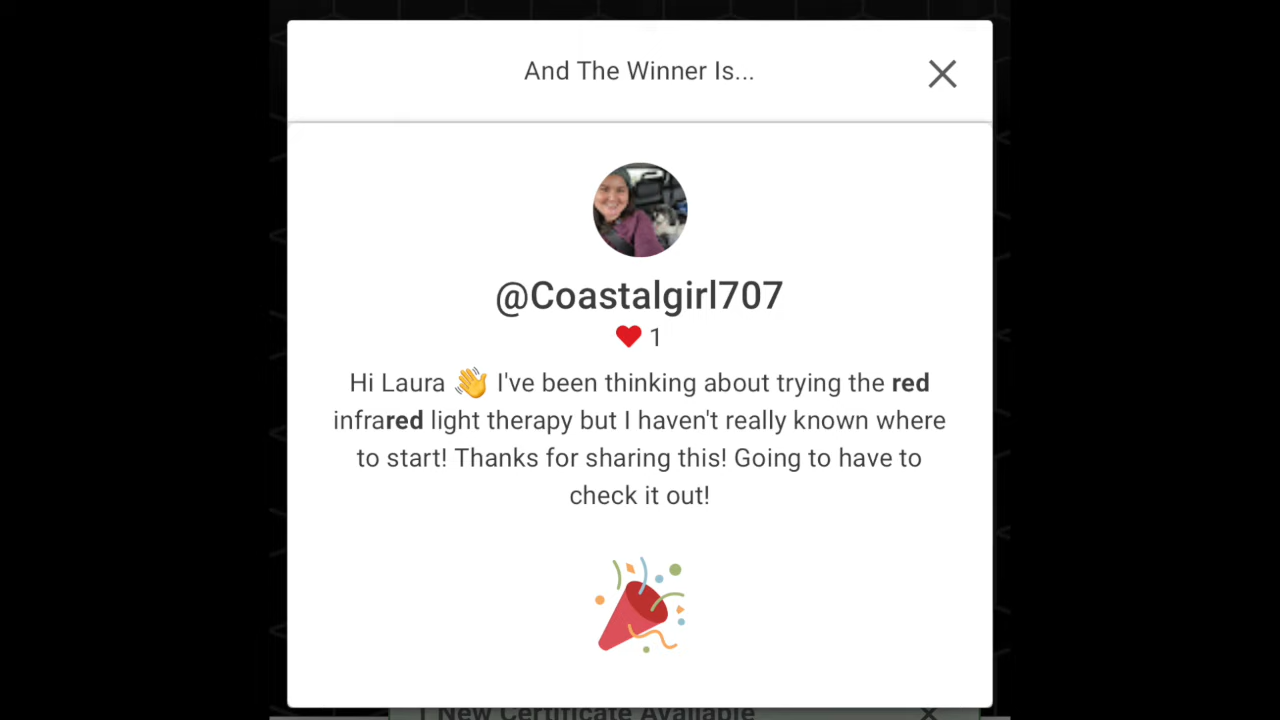 And The Winner Is...
@Coastalgirl707
1
Hi Laura 👋 I've been thinking about trying the red
infrared light therapy but I haven't really known where
to start! Thanks for sharing this! Going to have to
check it out!
1 New Certificate Available